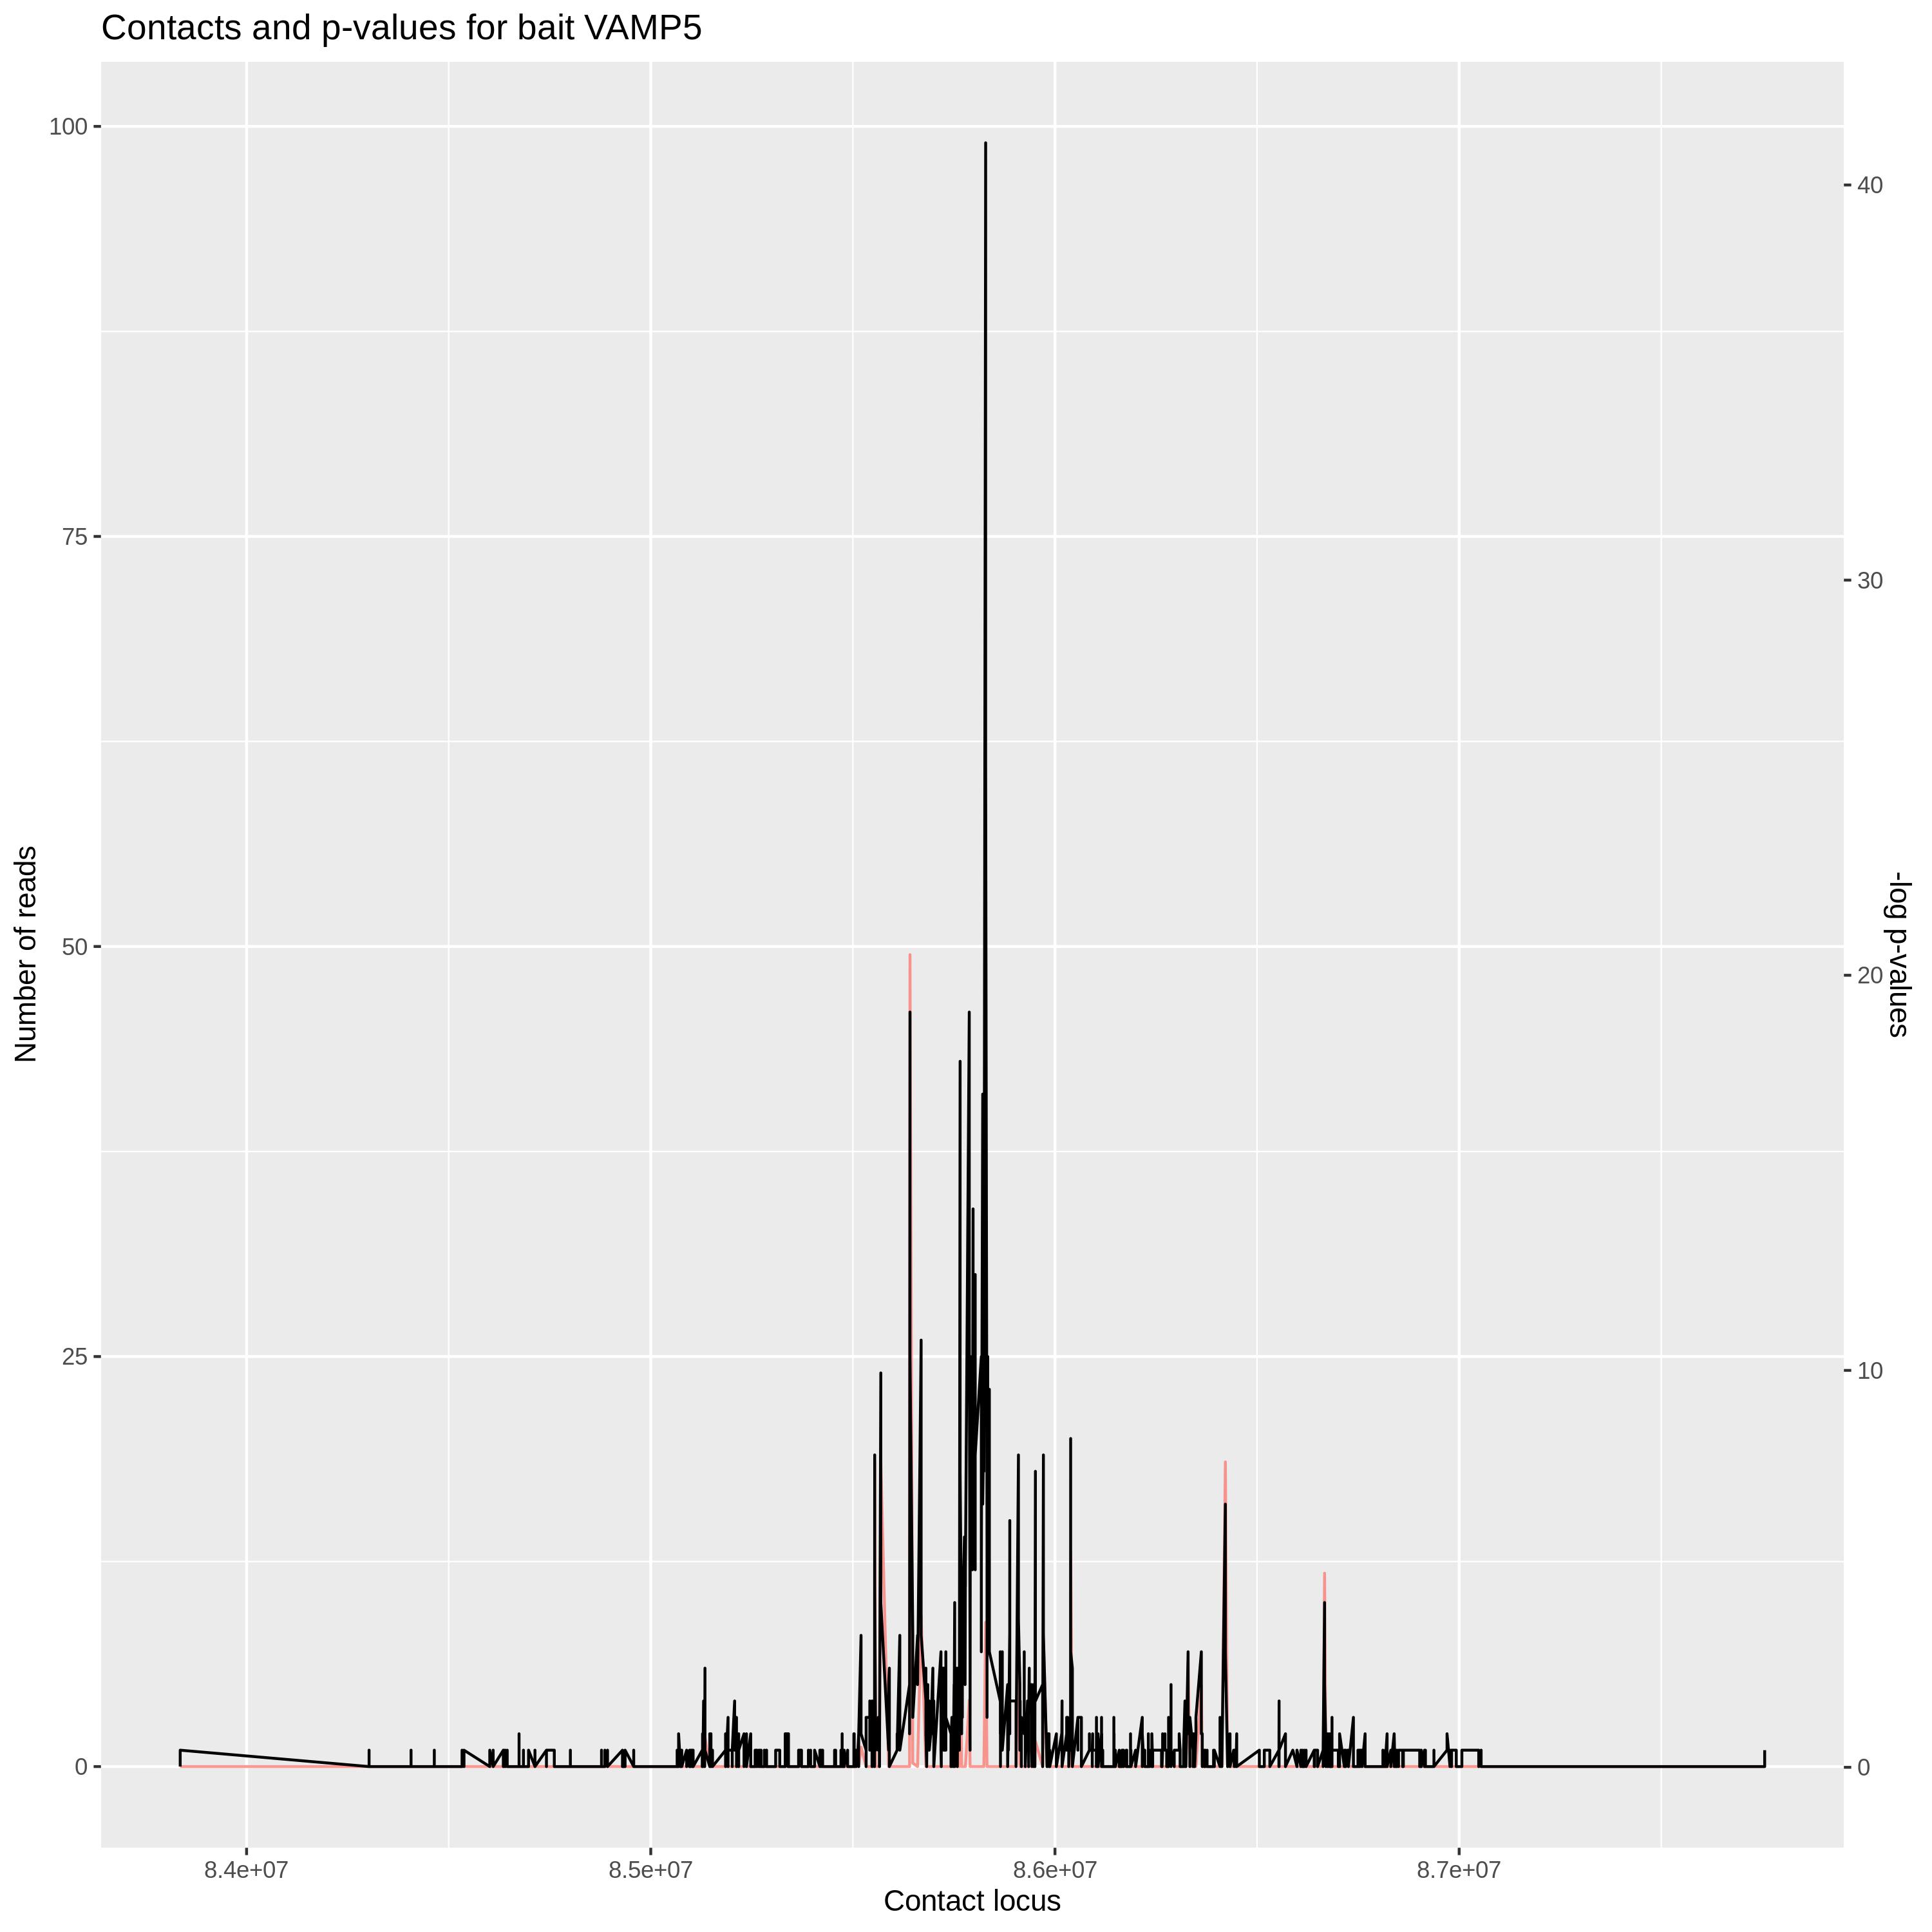 Contacts and p-values for bait VAMP5
100
75
50
25
0
Number of reads
40
30
20
10
0
-log p-values
8.4e+07 8.5e+07 8.6e+07 8.7e+07
Contact locus